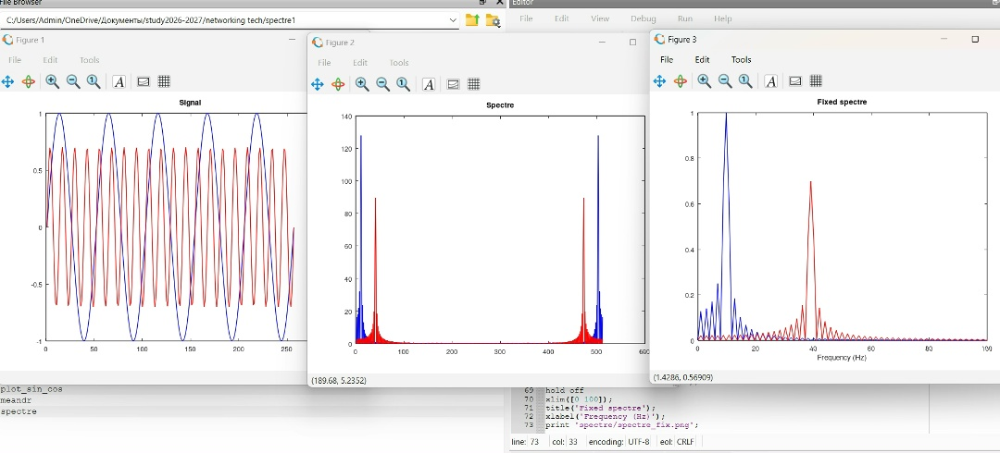 File Browser
Editor
C:/Users/Admin/OneDrive/Документы/study2026-2027/networking tech/spectre1
File Edit View Debug Run Help
Figure 1
File Edit Tools
A
Signal
1
0.5
0
-0.5
-1
0 50 100 150 200 250
Figure 2
File Edit Tools
A
Spectre
140
120
100
80
60
40
20
0
0 100 200 300 400 500 600
(189.68, 5.2352)
Figure 3
File Edit Tools
A
Fixed spectre
1
0.8
0.6
0.4
0.2
0
0 20 40 60 80 100
Frequency (Hz)
(1.4286, 0.56909)
plot_sin_cos
meandr
spectre
69 hold off
70 xlim([0 100]);
71 title('Fixed spectre');
72 xlabel('Frequency (Hz)');
73 print 'spectre/spectre_fix.png';
line: 73 col: 33 encoding: UTF-8 eol: CRLF